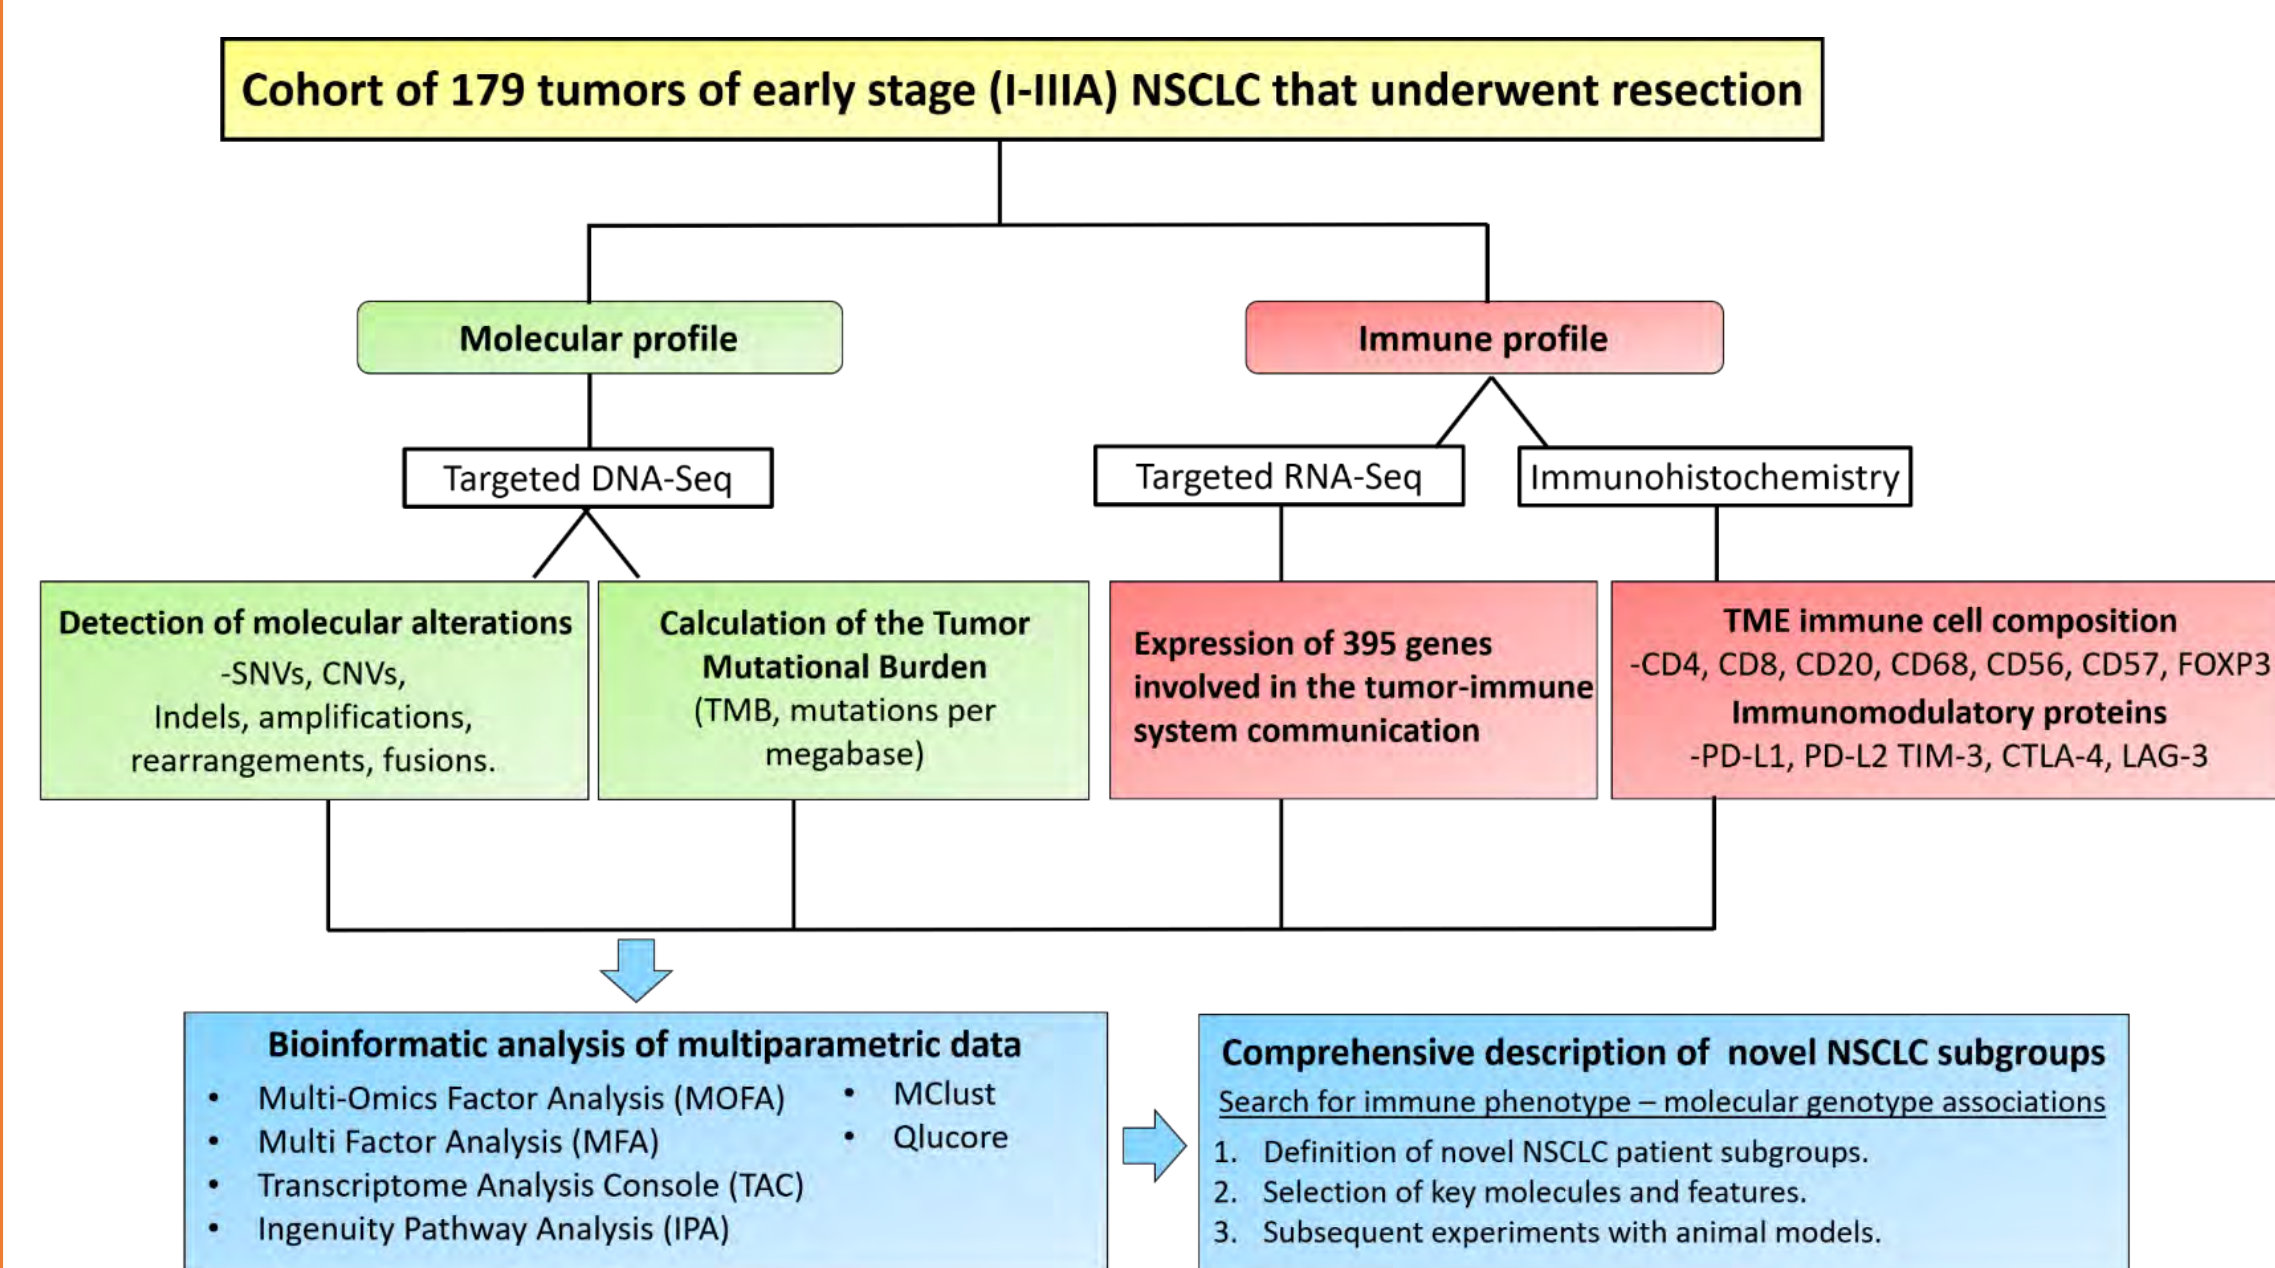 Cohort of 179 tumors of early stage (I-IIIA) NSCLC that underwent resection
Molecular profile
Immune profile
Targeted DNA-Seq
Targeted RNA-Seq
Immunohistochemistry
Detection of molecular alterations
-SNVs, CNVs,
Indels, amplifications,
rearrangements, fusions.
Calculation of the Tumor
Mutational Burden
(TMB, mutations per
megabase)
Expression of 395 genes
involved in the tumor-immune
system communication
TME immune cell composition
-CD4, CD8, CD20, CD68, CD56, CD57, FOXP3
Immunomodulatory proteins
-PD-L1, PD-L2 TIM-3, CTLA-4, LAG-3
Bioinformatic analysis of multiparametric data
• Multi-Omics Factor Analysis (MOFA)
• Multi Factor Analysis (MFA)
• Transcriptome Analysis Console (TAC)
• Ingenuity Pathway Analysis (IPA)
• MClust
• Qlucore
Comprehensive description of novel NSCLC subgroups
Search for immune phenotype – molecular genotype associations
1. Definition of novel NSCLC patient subgroups.
2. Selection of key molecules and features.
3. Subsequent experiments with animal models.